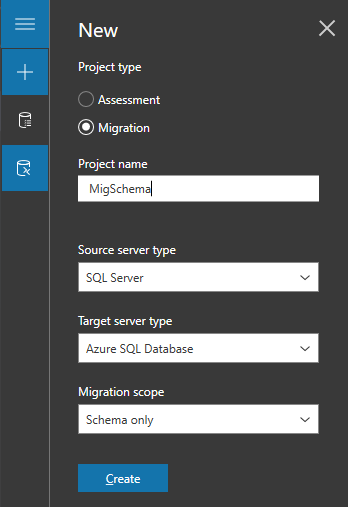 New
Project type
Assessment
Migration
Project name
MigSchema
Source server type
SQL Server
Target server type
Azure SQL Database
Migration scope
Schema only
Create